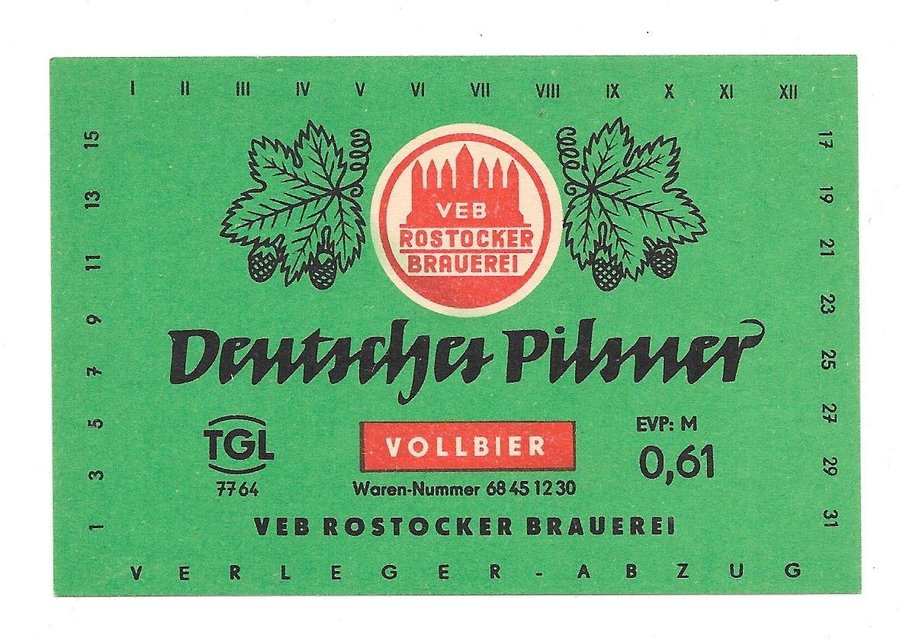 I II III IV V VI VII VIII IX X XI XII
15
13
11
9
7
5
3
1
17
19
21
23
25
27
29
31
VEB
ROSTOCKER
BRAUEREI
Deutsches Pilsner
TGL
7764
VOLLBIER
Waren-Nummer 68 45 12 30
EVP: M
0,61
VEB ROSTOCKER BRAUEREI
VERLEGER-ABZUG